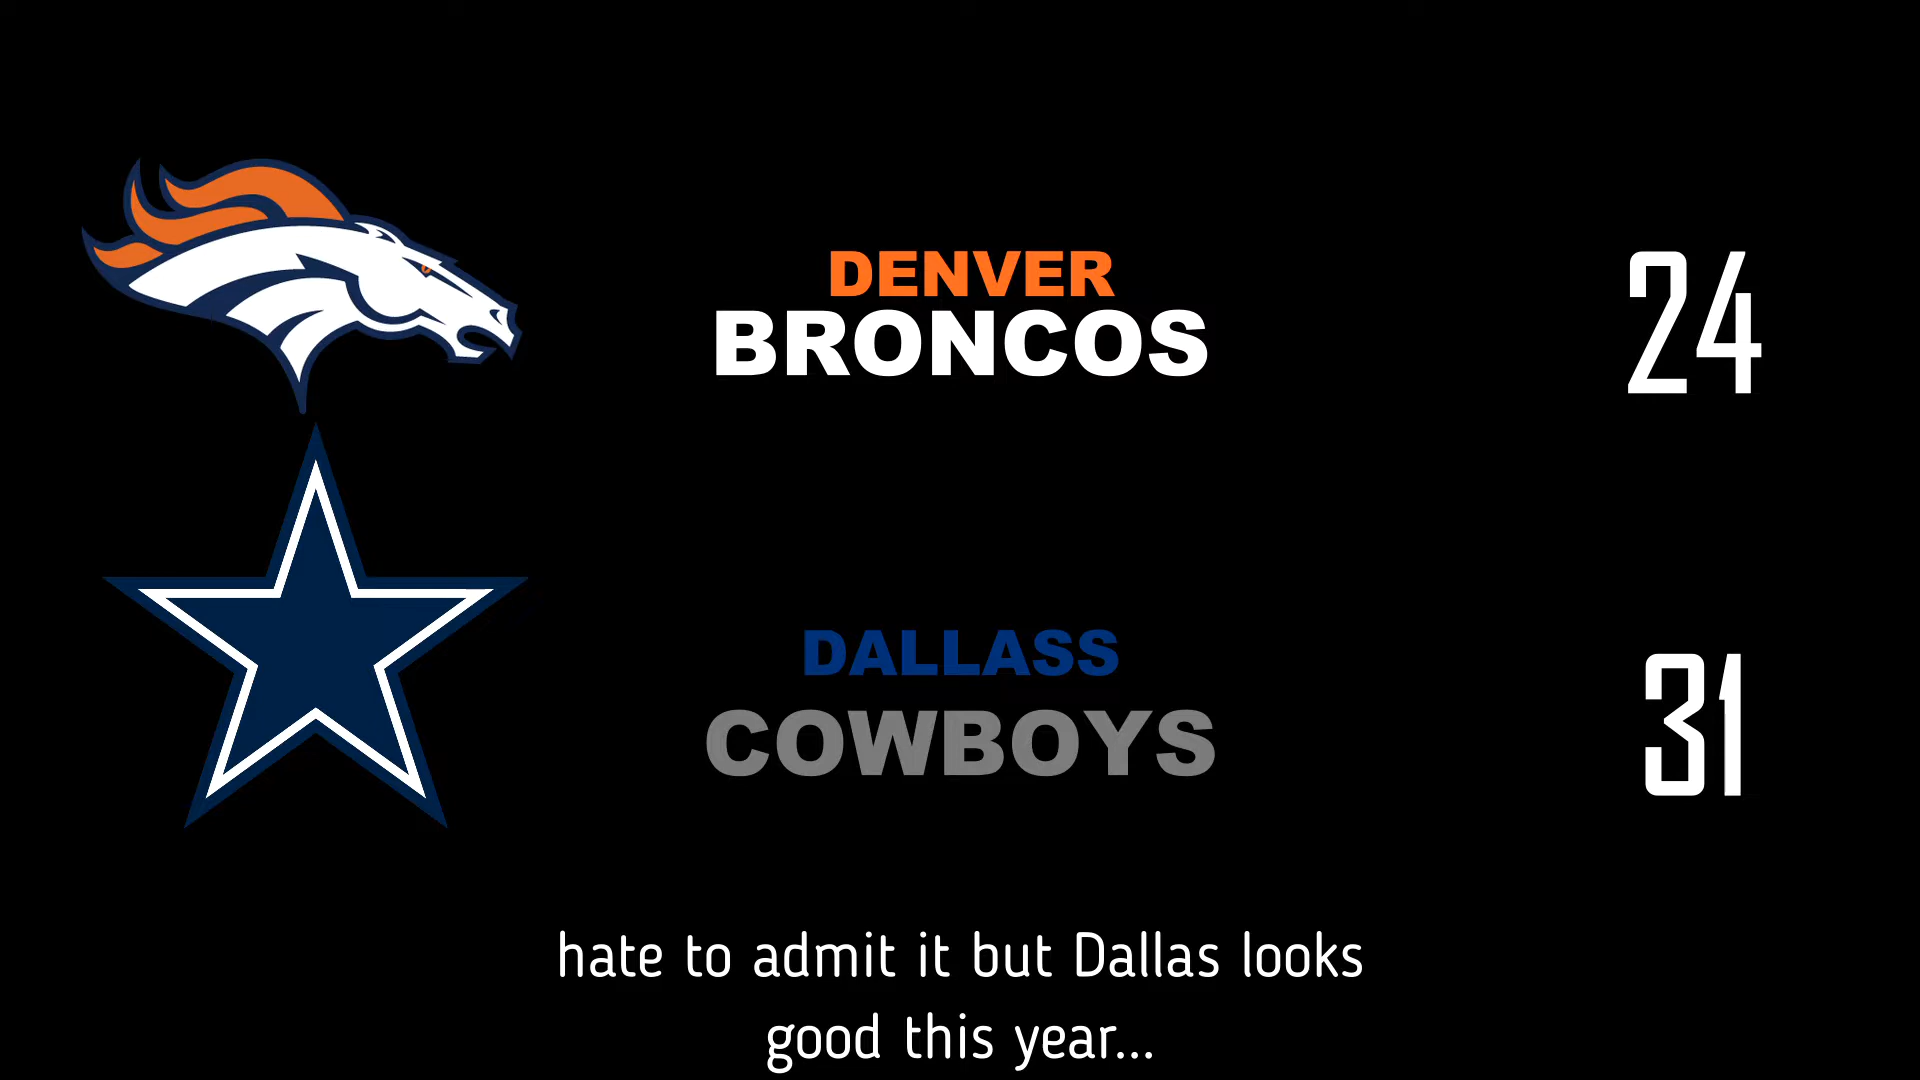 DENVER
BRONCOS
24
DALLASS
COWBOYS
31
hate to admit it but Dallas looks
good this year...